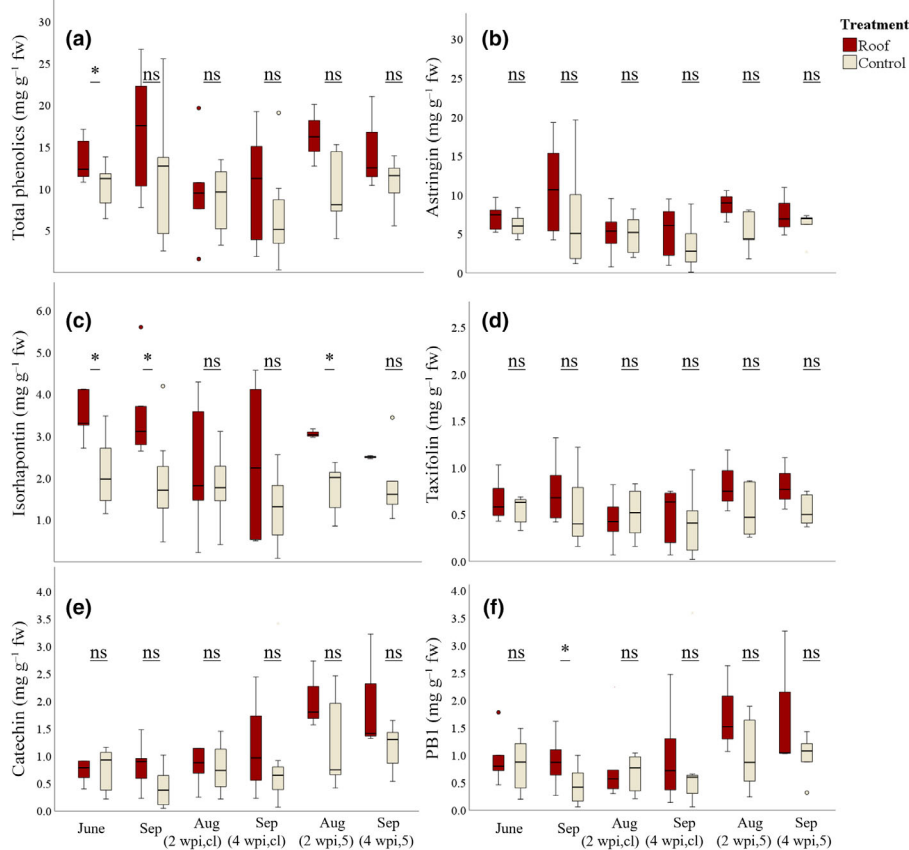 Treatment
Roof
Control
(a)
Total phenolics (mg g⁻¹ fw)
30
25
20
15
10
5
* ns ns ns ns ns
(b)
Astringin (mg g⁻¹ fw)
30
25
20
15
10
5
0
ns ns ns ns ns ns
(c)
Isorhapontin (mg g⁻¹ fw)
6.0
5.0
4.0
3.0
2.0
1.0
* * ns ns * ns
(d)
Taxifolin (mg g⁻¹ fw)
2.5
2.0
1.5
1.0
0.5
0.0
ns ns ns ns ns ns
(e)
Catechin (mg g⁻¹ fw)
4.0
3.5
3.0
2.5
2.0
1.5
1.0
0.5
0.0
ns ns ns ns ns ns
June Sep Aug Sep Aug Sep
(2 wpi,cl) (4 wpi,cl) (2 wpi,5) (4 wpi,5)
(f)
PB1 (mg g⁻¹ fw)
4.0
3.5
3.0
2.5
2.0
1.5
1.0
0.5
0.0
ns * ns ns ns ns
June Sep Aug Sep Aug Sep
(2 wpi,cl) (4 wpi,cl) (2 wpi,5) (4 wpi,5)